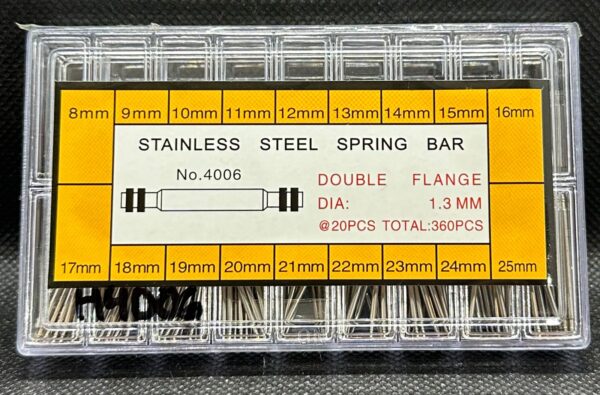 8mm 9mm 10mm 11mm 12mm 13mm 14mm 15mm 16mm
STAINLESS STEEL SPRING BAR
No.4006
DOUBLE FLANGE
DIA: 1.3 MM
@20PCS TOTAL:360PCS
17mm 18mm 19mm 20mm 21mm 22mm 23mm 24mm 25mm